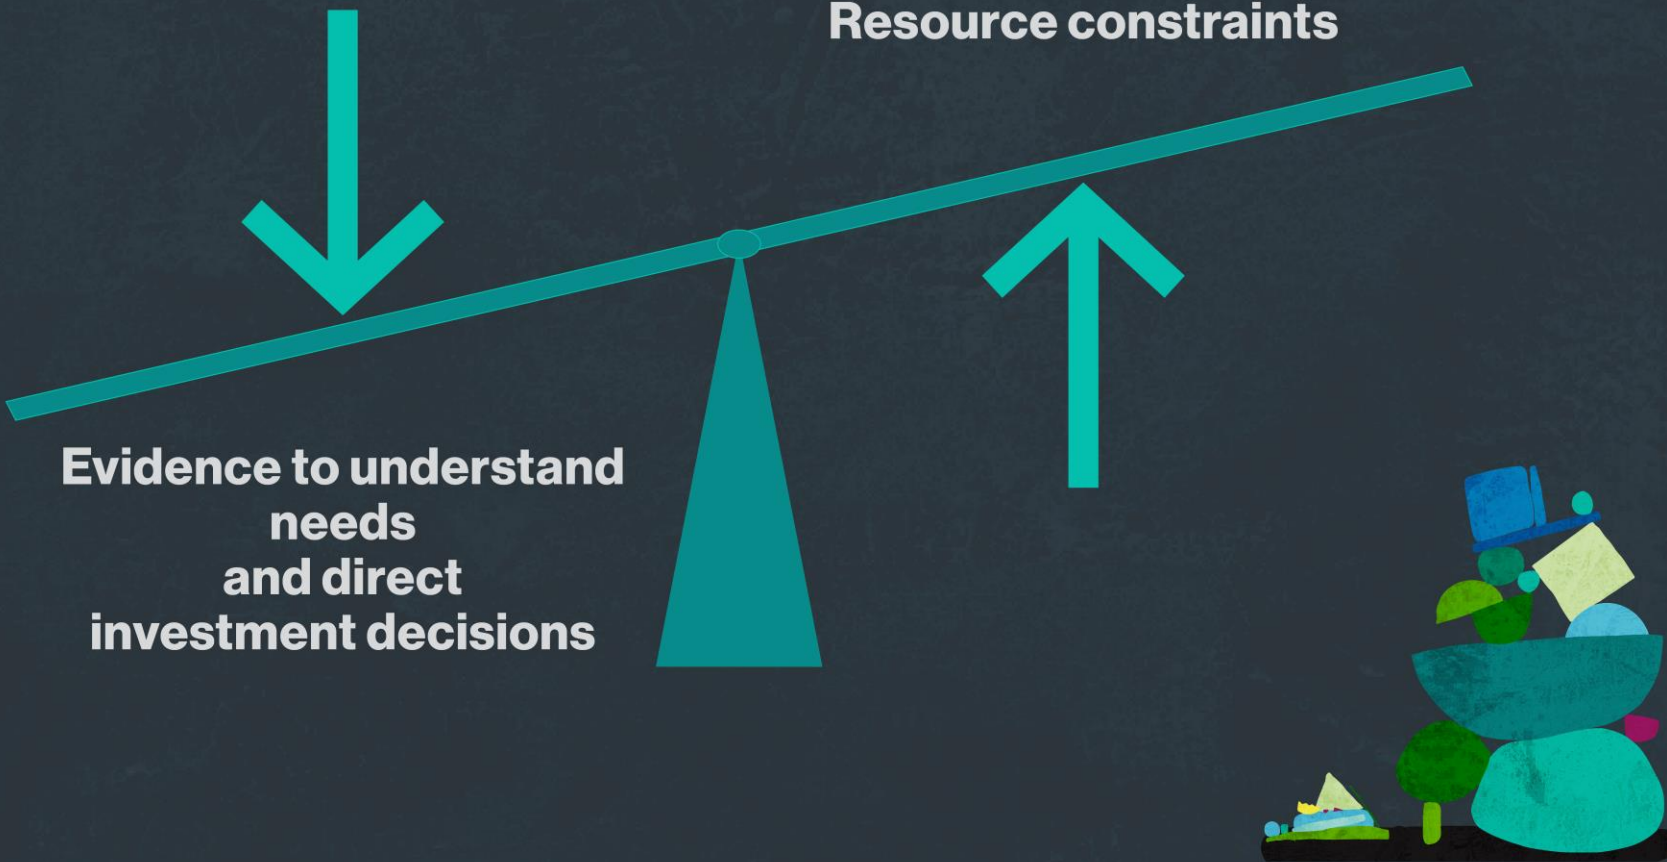 Resource constraints
Evidence to understand
needs
and direct
investment decisions